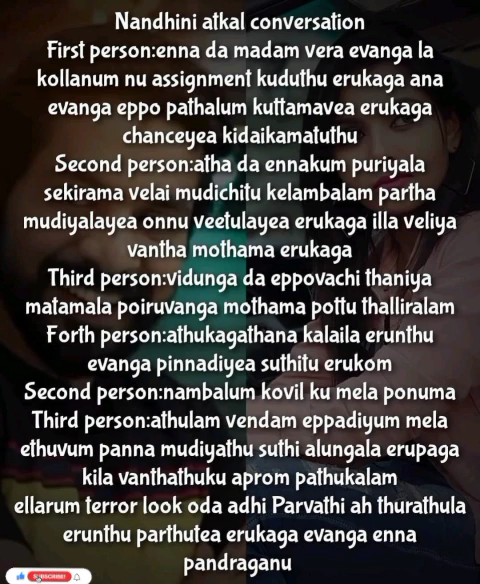 Nandhini atkal conversation
First person:enna da madam vera evanga la
kollanum nu assignment kuduthu erukaga ana
evanga eppo pathalum kuttamavea erukaga
chanceyea kidaikamatuthu
Second person:atha da ennakum puriyala
sekirama velai mudichitu kelambalam partha
mudiyalayea onnu veetulayea erukaga illa veliya
vantha mothama erukaga
Third person:vidunga da eppovachi thaniya
matamala poiruvanga mothama pottu thalliralam
Forth person:athukagathana kalaila erunthu
evanga pinnadiyea suthitu erukom
Second person:nambalum kovil ku mela ponuma
Third person:athulam vendam eppadiyum mela
ethuvum panna mudiyathu suthi alungala erupaga
kila vanthathuku aprom pathukalam
ellarum terror look oda adhi Parvathi ah thurathula
erunthu parthutea erukaga evanga enna
pandraganu
SUBSCRIBE!